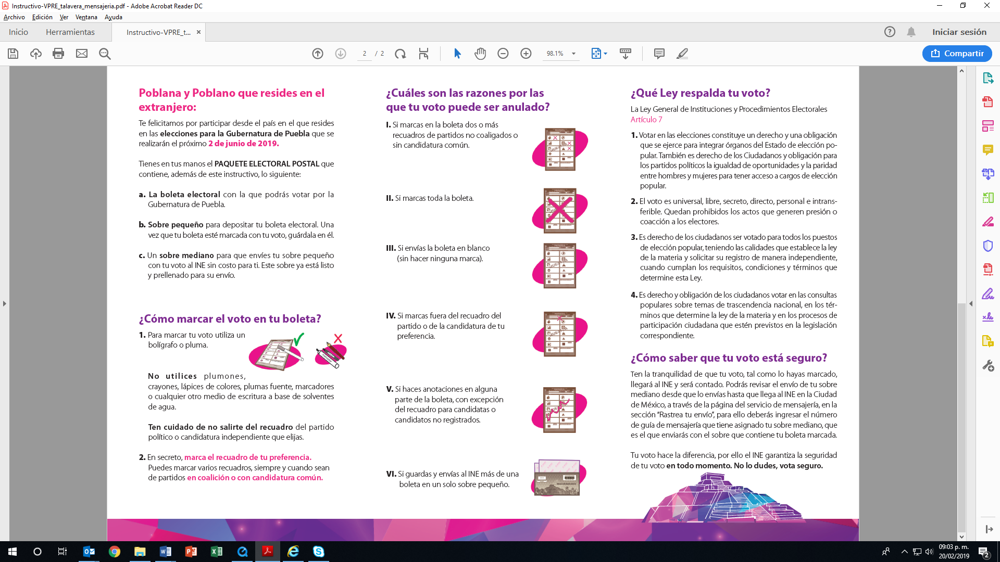 Instructivo-VPRE_talavera_mensajeria.pdf - Adobe Acrobat Reader DC
Archivo Edición Ver Ventana Ayuda
Inicio Herramientas Instructivo-VPRE_t... Iniciar sesión
2 / 2 98.1% Compartir
Poblana y Poblano que resides en el
extranjero:
Te felicitamos por participar desde el país en el que resides
en las elecciones para la Gubernatura de Puebla que se
realizarán el próximo 2 de junio de 2019.
Tienes en tus manos el PAQUETE ELECTORAL POSTAL que
contiene, además de este instructivo, lo siguiente:
a. La boleta electoral con la que podrás votar por la
Gubernatura de Puebla.
b. Sobre pequeño para depositar tu boleta electoral. Una
vez que tu boleta esté marcada con tu voto, guárdala en él.
c. Un sobre mediano para que envíes tu sobre pequeño
con tu voto al INE sin costo para ti. Este sobre ya está listo
y prellenado para su envío.
¿Cómo marcar el voto en tu boleta?
1. Para marcar tu voto utiliza un
bolígrafo o pluma.
No utilices plumones,
crayones, lápices de colores, plumas fuente, marcadores
o cualquier otro medio de escritura a base de solventes
de agua.
Ten cuidado de no salirte del recuadro del partido
político o candidatura independiente que elijas.
2. En secreto, marca el recuadro de tu preferencia.
Puedes marcar varios recuadros, siempre y cuando sean
de partidos en coalición o con candidatura común.
¿Cuáles son las razones por las
que tu voto puede ser anulado?
I. Si marcas en la boleta dos o más
recuadros de partidos no coaligados o
sin candidatura común.
II. Si marcas toda la boleta.
III. Si envías la boleta en blanco
(sin hacer ninguna marca).
IV. Si marcas fuera del recuadro del
partido o de la candidatura de tu
preferencia.
V. Si haces anotaciones en alguna
parte de la boleta, con excepción
del recuadro para candidatas o
candidatos no registrados.
VI. Si guardas y envías al INE más de una
boleta en un solo sobre pequeño.
¿Qué Ley respalda tu voto?
La Ley General de Instituciones y Procedimientos Electorales
Artículo 7
1. Votar en las elecciones constituye un derecho y una obligación
que se ejerce para integrar órganos del Estado de elección po-
pular. También es derecho de los Ciudadanos y obligación para
los partidos políticos la igualdad de oportunidades y la paridad
entre hombres y mujeres para tener acceso a cargos de elección
popular.
2. El voto es universal, libre, secreto, directo, personal e intrans-
ferible. Quedan prohibidos los actos que generen presión o
coacción a los electores.
3. Es derecho de los ciudadanos ser votado para todos los puestos
de elección popular, teniendo las calidades que establece la ley
de la materia y solicitar su registro de manera independiente,
cuando cumplan los requisitos, condiciones y términos que
determine esta Ley.
4. Es derecho y obligación de los ciudadanos votar en las consultas
populares sobre temas de trascendencia nacional, en los tér-
minos que determine la ley de la materia y en los procesos de
participación ciudadana que estén previstos en la legislación
correspondiente.
¿Cómo saber que tu voto está seguro?
Ten la tranquilidad de que tu voto, tal como lo hayas marcado,
llegará al INE y será contado. Podrás revisar el envío de tu sobre
mediano desde que lo envías hasta que llega al INE en la Ciudad
de México, a través de la página del servicio de mensajería, en la
sección “Rastrea tu envío”, para ello deberás ingresar el número
de guía de mensajería que tiene asignado tu sobre mediano, que
es el que enviarás con el sobre que contiene tu boleta marcada.
Tu voto hace la diferencia, por ello el INE garantiza la seguridad
de tu voto en todo momento. No lo dudes, vota seguro.
09:03 p. m.
20/02/2019
2